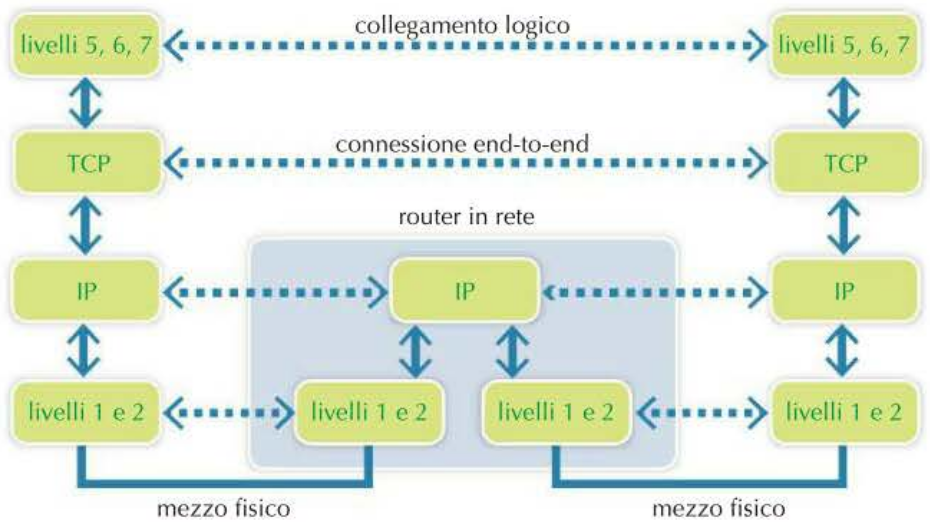 collegamento logico
livelli 5, 6, 7
livelli 5, 6, 7
connessione end-to-end
TCP
TCP
router in rete
IP
IP
IP
livelli 1 e 2
livelli 1 e 2
livelli 1 e 2
livelli 1 e 2
mezzo fisico
mezzo fisico